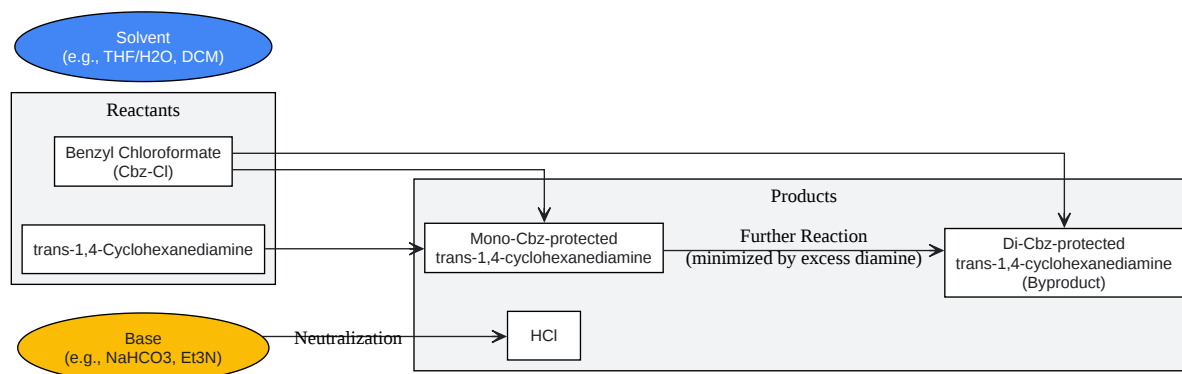 Solvent
(e.g., THF/H2O, DCM)
Reactants
Benzyl Chloroformate
(Cbz-Cl)
trans-1,4-Cyclohexanediamine
Products
Mono-Cbz-protected
trans-1,4-cyclohexanediamine
Further Reaction
(minimized by excess diamine)
Di-Cbz-protected
trans-1,4-cyclohexanediamine
(Byproduct)
Base
(e.g., NaHCO3, Et3N)
Neutralization
HCl